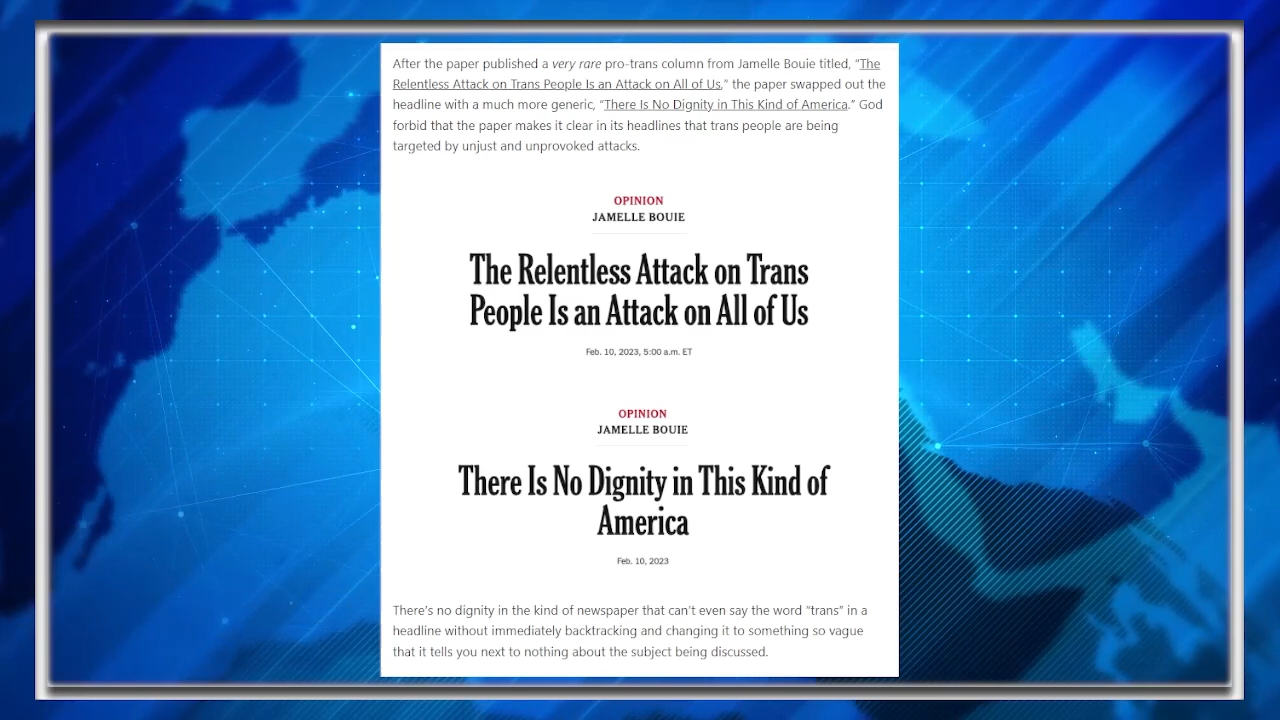 After the paper published a very rare pro-trans column from Jamelle Bouie titled, “The
Relentless Attack on Trans People Is an Attack on All of Us,” the paper swapped out the
headline with a much more generic, “There Is No Dignity in This Kind of America.” God
forbid that the paper makes it clear in its headlines that trans people are being
targeted by unjust and unprovoked attacks.
OPINION
JAMELLE BOUIE
The Relentless Attack on Trans
People Is an Attack on All of Us
Feb. 10, 2023, 5:00 a.m. ET
OPINION
JAMELLE BOUIE
There Is No Dignity in This Kind of
America
Feb. 10, 2023
There’s no dignity in the kind of newspaper that can’t even say the word “trans” in a
headline without immediately backtracking and changing it to something so vague
that it tells you next to nothing about the subject being discussed.